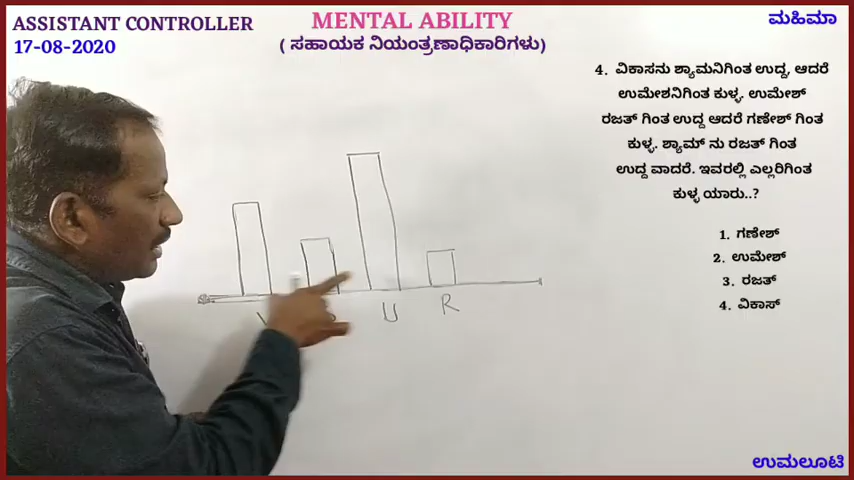 ASSISTANT CONTROLLER
17-08-2020
MENTAL ABILITY
( ಸಹಾಯಕ ನಿಯಂತ್ರಣಾಧಿಕಾರಿಗಳು)
ಮಹಿಮಾ
4. ವಿಕಾಸನು ಶ್ಯಾಮನಿಗಿಂತ ಉದ್ದ, ಆದರೆ
ಉಮೇಶನಿಗಿಂತ ಕುಳ್ಳ. ಉಮೇಶ್
ರಜತ್ ಗಿಂತ ಉದ್ದ ಆದರೆ ಗಣೇಶ್ ಗಿಂತ
ಕುಳ್ಳ. ಶ್ಯಾಮ್ ನು ರಜತ್ ಗಿಂತ
ಉದ್ದ ವಾದರೆ. ಇವರಲ್ಲಿ ಎಲ್ಲರಿಗಿಂತ
ಕುಳ್ಳ ಯಾರು..?
1. ಗಣೇಶ್
2. ಉಮೇಶ್
3. ರಜತ್
4. ವಿಕಾಸ್
U R
ಉಮಲೂಟಿ